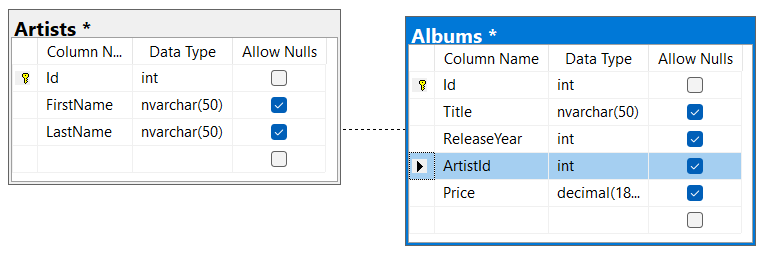 Artists *
Column N... Data Type Allow Nulls
Id int
FirstName nvarchar(50)
LastName nvarchar(50)
Albums *
Column Name Data Type Allow Nulls
Id int
Title nvarchar(50)
ReleaseYear int
ArtistId int
Price decimal(18...